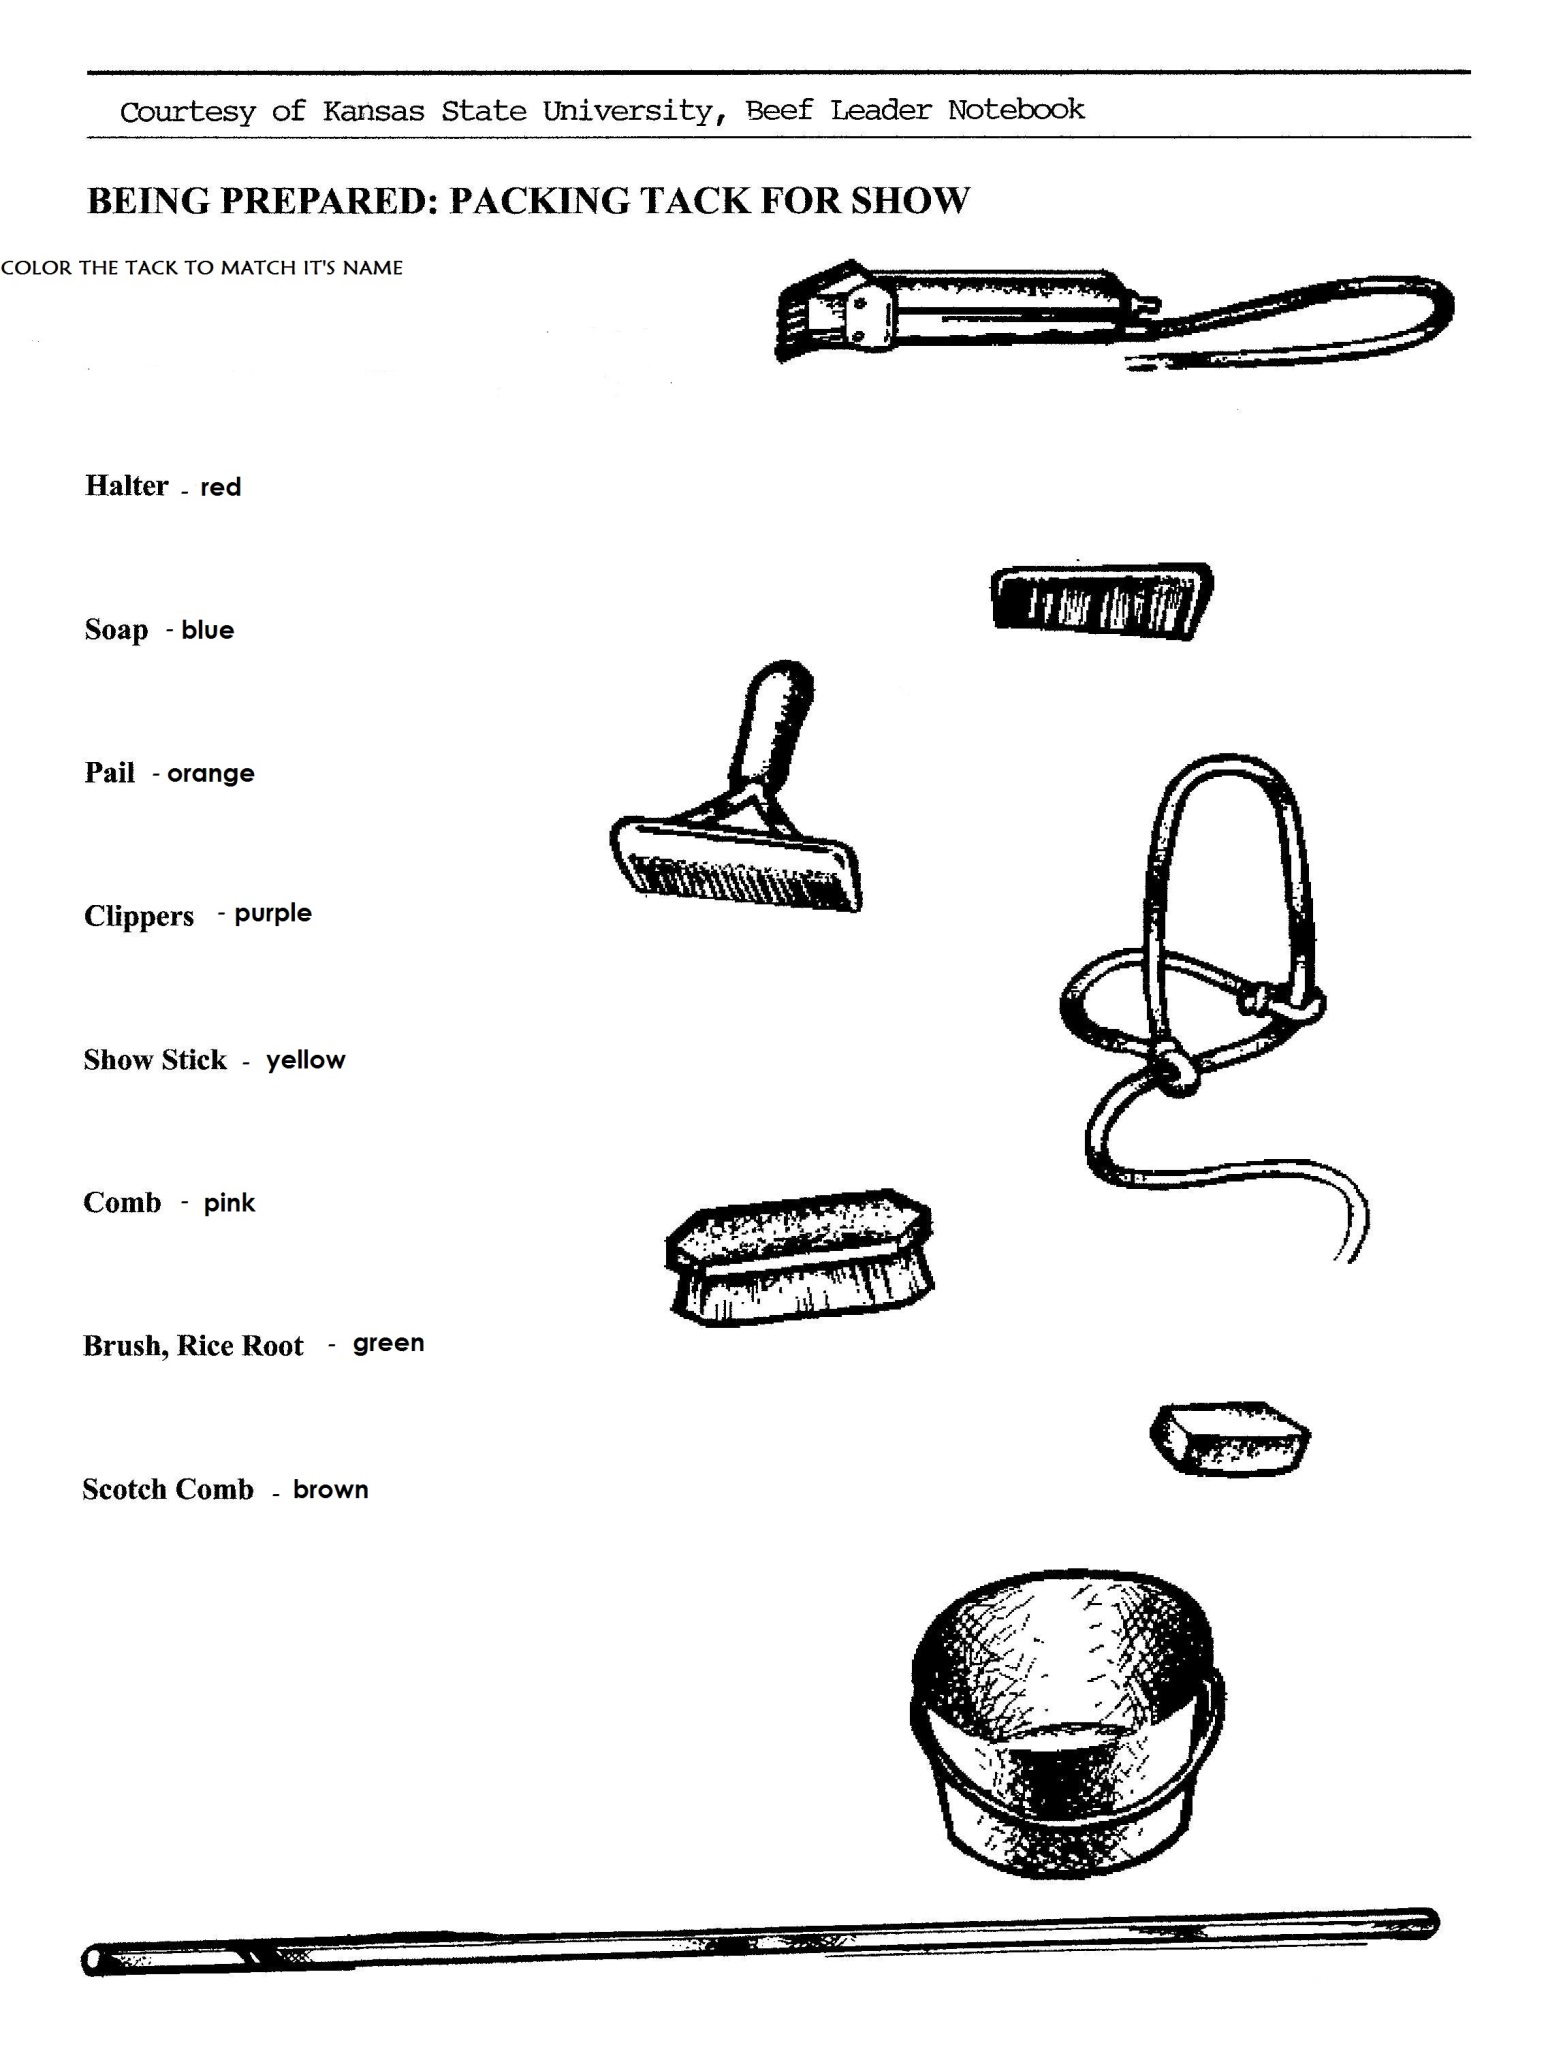 Courtesy of Kansas State University, Beef Leader Notebook
BEING PREPARED: PACKING TACK FOR SHOW
COLOR THE TACK TO MATCH IT'S NAME
Halter - red
Soap - blue
Pail - orange
Clippers - purple
Show Stick - yellow
Comb - pink
Brush, Rice Root - green
Scotch Comb - brown